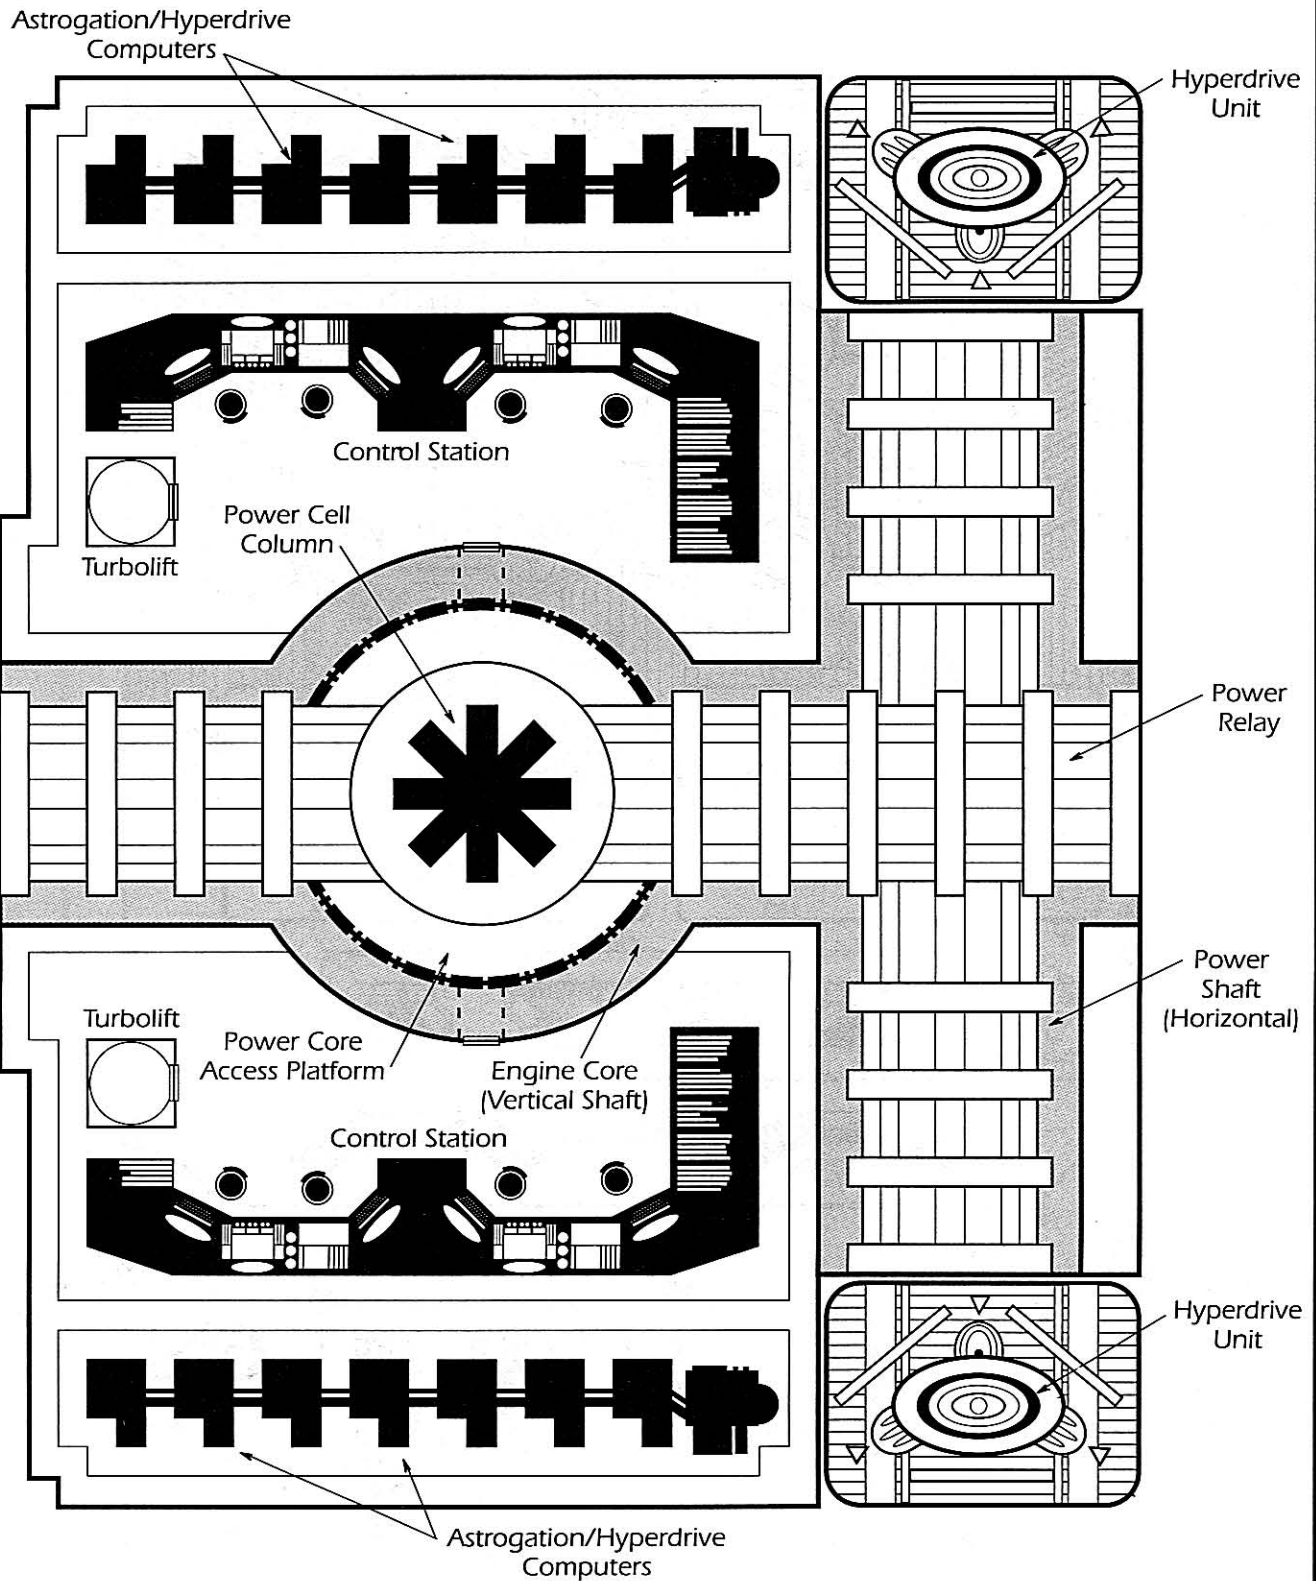 Astrogation/Hyperdrive
Computers
Hyperdrive
Unit
Control Station
Power Cell
Column
Turbolift
Power
Relay
Power
Shaft
(Horizontal)
Turbolift
Power Core
Access Platform
Engine Core
(Vertical Shaft)
Control Station
Hyperdrive
Unit
Astrogation/Hyperdrive
Computers